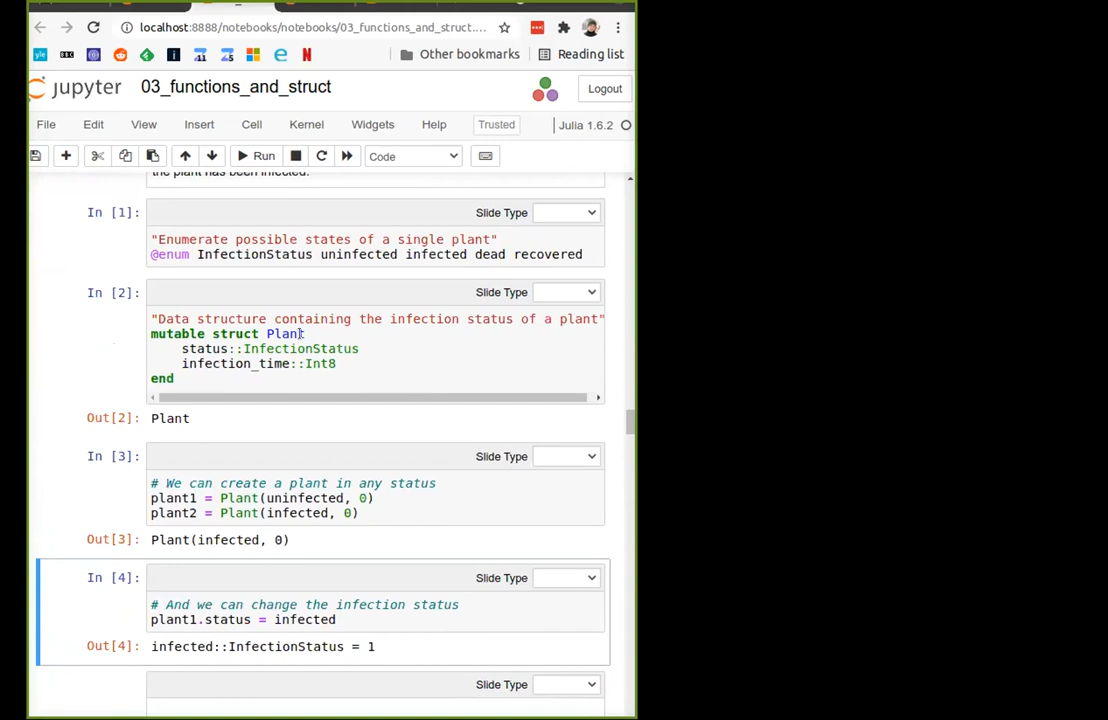 localhost:8888/notebooks/notebooks/03_functions_and_struct....
yle
Other bookmarks
Reading list
jupyter
03_functions_and_struct
Logout
File Edit View Insert Cell Kernel Widgets Help Trusted Julia 1.6.2
Run Code
the plant has been infected.
In [1]:
Slide Type
"Enumerate possible states of a single plant"
@enum InfectionStatus uninfected infected dead recovered
In [2]:
Slide Type
"Data structure containing the infection status of a plant"
mutable struct Plant
status::InfectionStatus
infection_time::Int8
end
Out[2]: Plant
In [3]:
Slide Type
# We can create a plant in any status
plant1 = Plant(uninfected, 0)
plant2 = Plant(infected, 0)
Out[3]: Plant(infected, 0)
In [4]:
Slide Type
# And we can change the infection status
plant1.status = infected
Out[4]: infected::InfectionStatus = 1
Slide Type